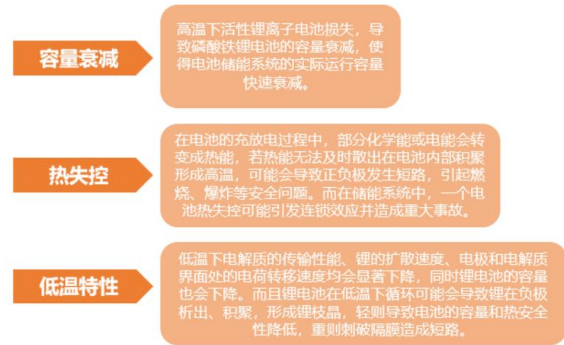 容量衰减
高温下活性锂离子电池损失，导
致磷酸铁锂电池的容量衰减，使
得电池储能系统的实际运行容量
快速衰减。
热失控
在电池的充放电过程中，部分化学能或电能会转
变成热能，若热能无法及时散出在电池内部积聚
形成高温，可能会导致正负极发生短路，引起燃
烧、爆炸等安全问题。而在储能系统中，一个电
池热失控可能引发连锁效应并造成重大事故。
低温特性
低温下电解质的传输性能、锂的扩散速度、电极和电解质
界面处的电荷转移速度均会显著下降，同时锂电池的容量
也会下降。而且锂电池在低温下循环可能会导致锂在负极
析出、积聚，形成锂枝晶，轻则导致电池的容量和热安全
性降低，重则刺破隔膜造成短路。